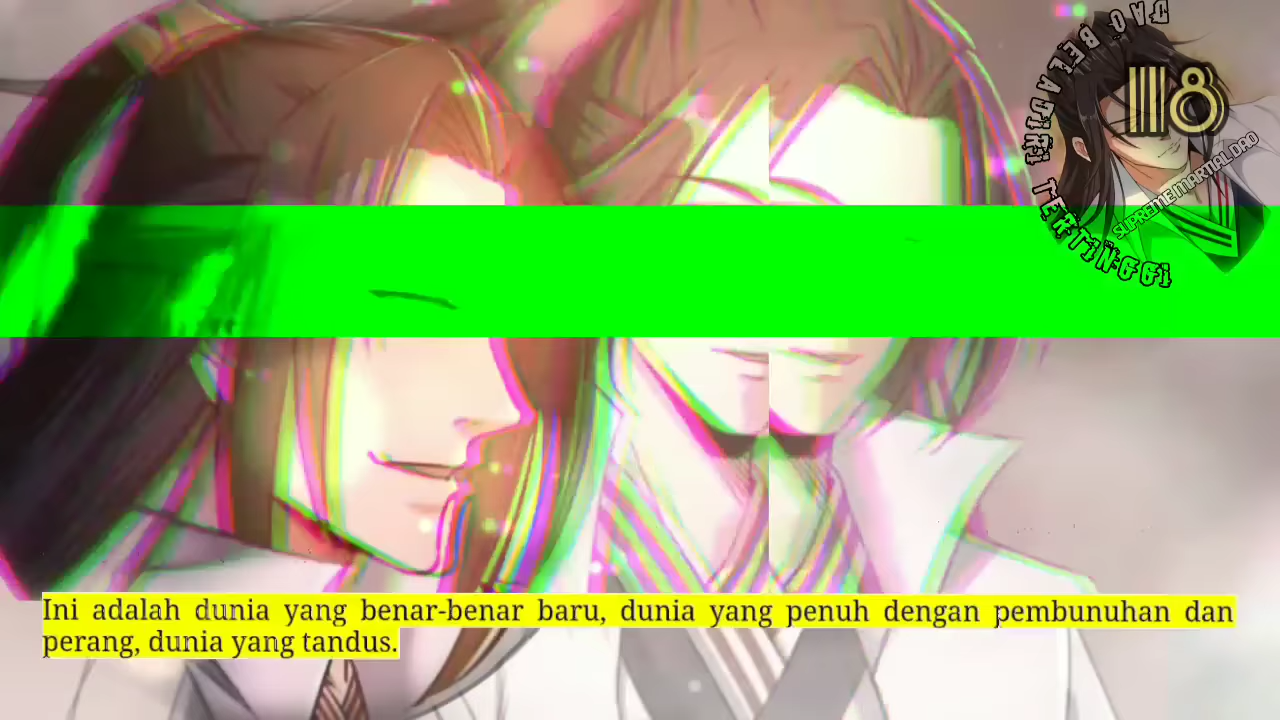 DAO BELADIRI TERTINGGI
118
SUPREME MARTIAL DAO
Ini adalah dunia yang benar-benar baru, dunia yang penuh dengan pembunuhan dan
perang, dunia yang tandus.